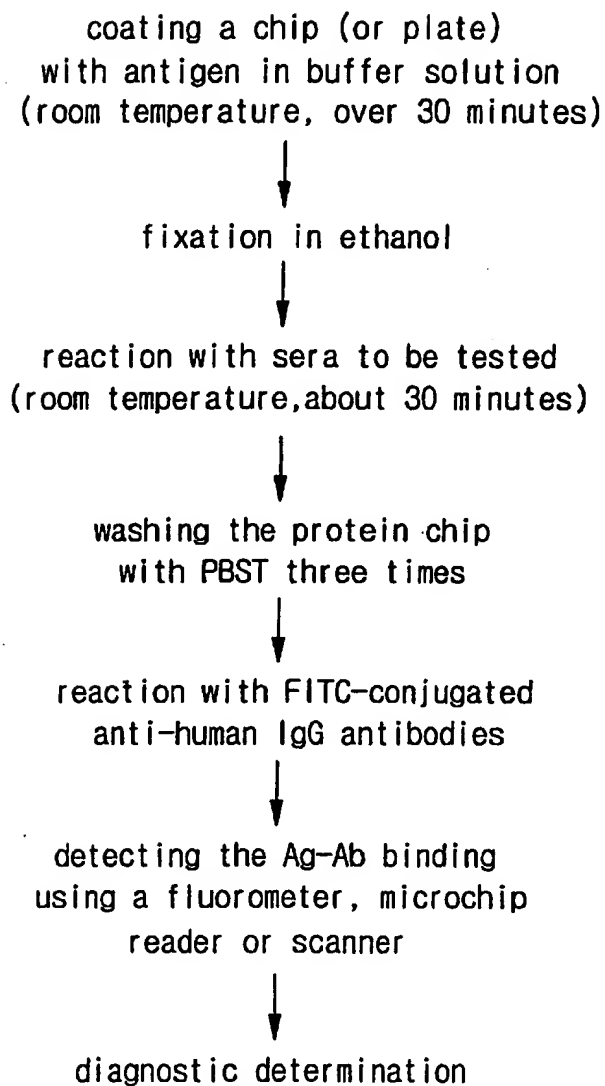 coating a chip (or plate)
with antigen in buffer solution
(room temperature, over 30 minutes)
fixation in ethanol
reaction with sera to be tested
(room temperature,about 30 minutes)
washing the protein chip
with PBST three times
reaction with FITC-conjugated
anti-human IgG antibodies
detecting the Ag-Ab binding
using a fluorometer, microchip
reader or scanner
diagnostic determination